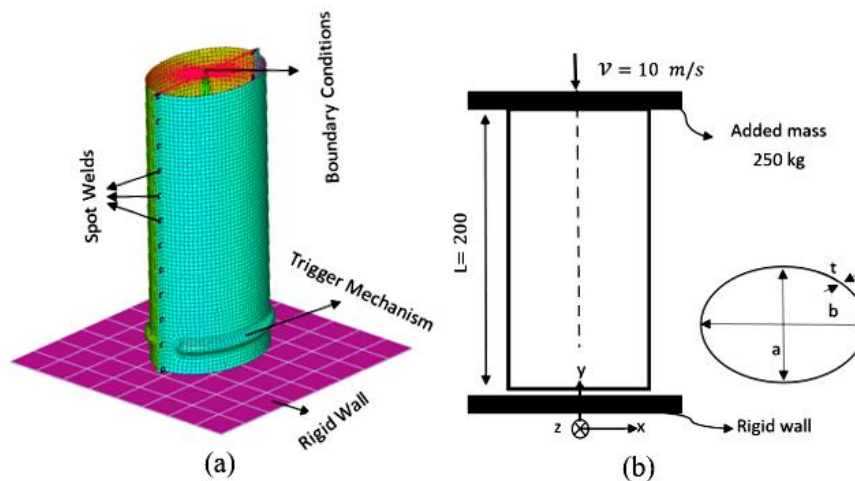 Boundary Conditions
Spot Welds
Trigger Mechanism
Rigid Wall
(a)
𝒱 = 10 m/s
Added mass
250 kg
L= 200
t
b
a
y
z
x
Rigid wall
(b)